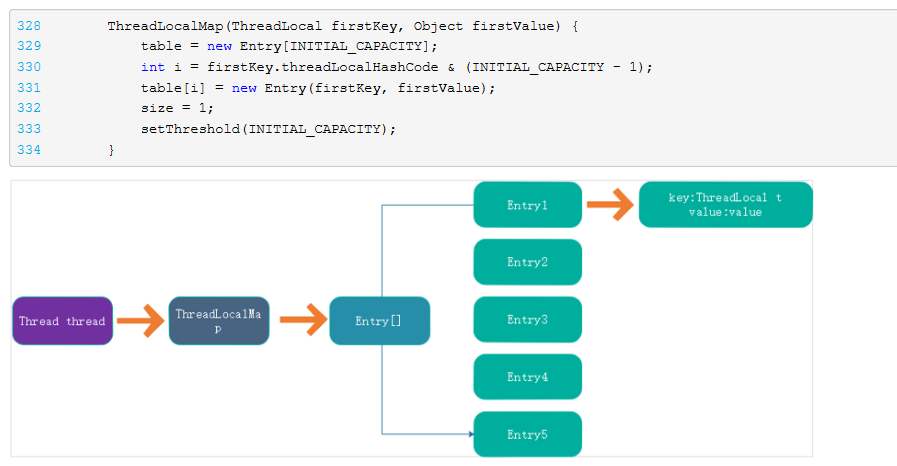 328 ThreadLocalMap(ThreadLocal firstKey, Object firstValue) {
329 table = new Entry[INITIAL_CAPACITY];
330 int i = firstKey.threadLocalHashCode & (INITIAL_CAPACITY - 1);
331 table[i] = new Entry(firstKey, firstValue);
332 size = 1;
333 setThreshold(INITIAL_CAPACITY);
334 }
Thread thread
ThreadLocalMa
p
Entry[]
Entry1
key:ThreadLocal t
value:value
Entry2
Entry3
Entry4
Entry5